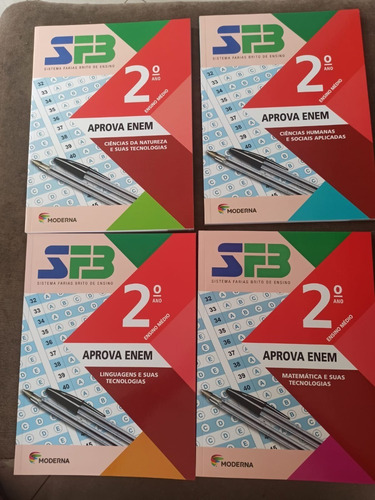 SFB
SISTEMA FARIAS BRITO DE ENSINO
2º
ANO
ENSINO MÉDIO
APROVA ENEM
CIÊNCIAS DA NATUREZA
E SUAS TECNOLOGIAS
MODERNA
SFB
SISTEMA FARIAS BRITO DE ENSINO
2º
ANO
ENSINO MÉDIO
APROVA ENEM
CIÊNCIAS HUMANAS
E SOCIAIS APLICADAS
MODERNA
SFB
SISTEMA FARIAS BRITO DE ENSINO
2º
ANO
ENSINO MÉDIO
APROVA ENEM
LINGUAGENS E SUAS
TECNOLOGIAS
MODERNA
SFB
SISTEMA FARIAS BRITO DE ENSINO
2º
ANO
ENSINO MÉDIO
APROVA ENEM
MATEMÁTICA E SUAS
TECNOLOGIAS
MODERNA